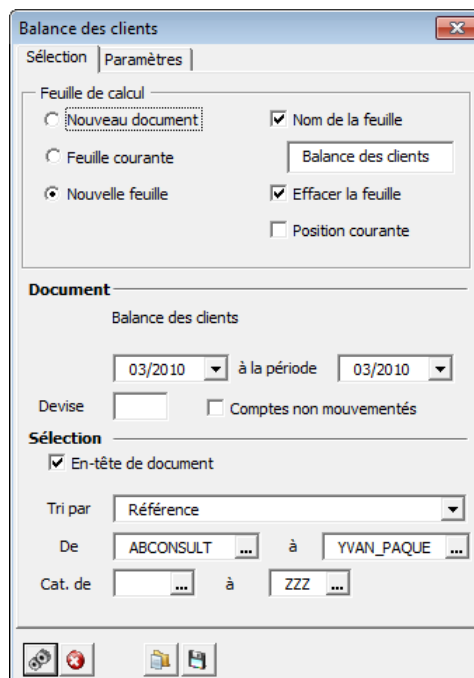 Balance des clients
Sélection Paramètres
Feuille de calcul
Nouveau document Nom de la feuille
Feuille courante Balance des clients
Nouvelle feuille Effacer la feuille
Position courante
Document
Balance des clients
03/2010 à la période 03/2010
Devise Comptes non mouvementés
Sélection
En-tête de document
Tri par Référence
De ABCONSULT ... à YVAN_PAQUE ...
Cat. de ... à ZZZ ...